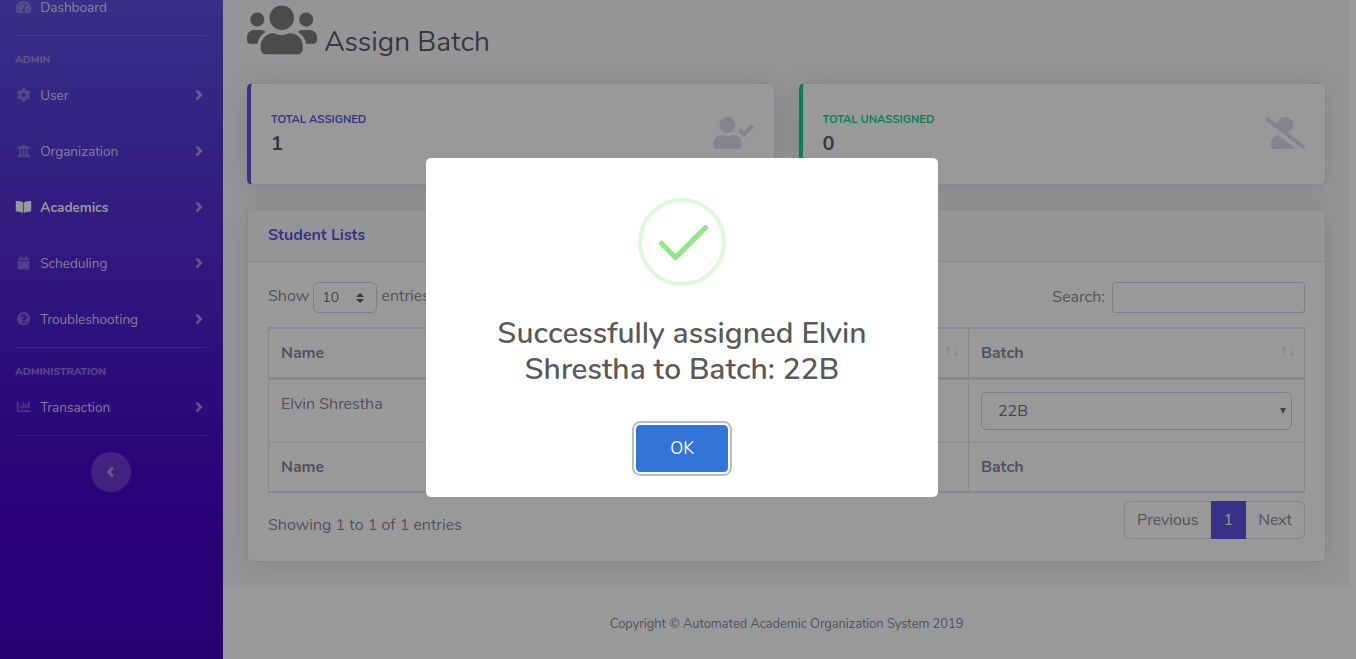 Dashboard
ADMIN
User
Organization
Academics
Scheduling
Troubleshooting
ADMINISTRATION
Transaction
Assign Batch
TOTAL ASSIGNED
1
TOTAL UNASSIGNED
0
Student Lists
Show 10 entries
Search:
Name
Batch
Elvin Shrestha
22B
Name
Batch
Showing 1 to 1 of 1 entries
Previous 1 Next
Successfully assigned Elvin
Shrestha to Batch: 22B
OK
Copyright © Automated Academic Organization System 2019